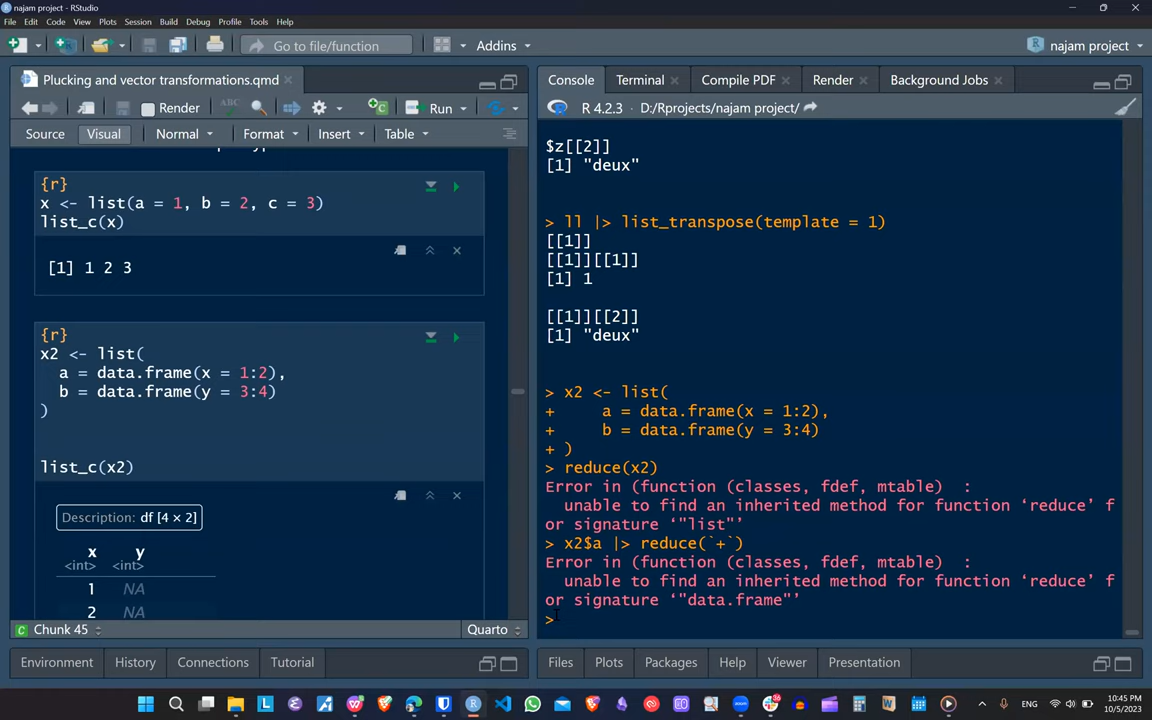 najam project - RStudio
File Edit Code View Plots Session Build Debug Profile Tools Help
Go to file/function
Addins
najam project
Plucking and vector transformations.qmd
Render
ABC
Run
Source Visual Normal Format Insert Table
{r}
x <- list(a = 1, b = 2, c = 3)
list_c(x)
[1] 1 2 3
{r}
x2 <- list(
a = data.frame(x = 1:2),
b = data.frame(y = 3:4)
)
list_c(x2)
Description: df [4 × 2]
x y
<int> <int>
1 NA
2 NA
Chunk 45
Quarto
Environment History Connections Tutorial
Console Terminal Compile PDF Render Background Jobs
R 4.2.3 · D:/Rprojects/najam project/
$z[[2]]
[1] "deux"
> ll |> list_transpose(template = 1)
[[1]]
[[1]][[1]]
[1] 1
[[1]][[2]]
[1] "deux"
> x2 <- list(
+ a = data.frame(x = 1:2),
+ b = data.frame(y = 3:4)
+ )
> reduce(x2)
Error in (function (classes, fdef, mtable) :
unable to find an inherited method for function ‘reduce’ f
or signature ‘"list"’
> x2$a |> reduce(`+`)
Error in (function (classes, fdef, mtable) :
unable to find an inherited method for function ‘reduce’ f
or signature ‘"data.frame"’
>
Files Plots Packages Help Viewer Presentation
ENG
10:45 PM
10/5/2023